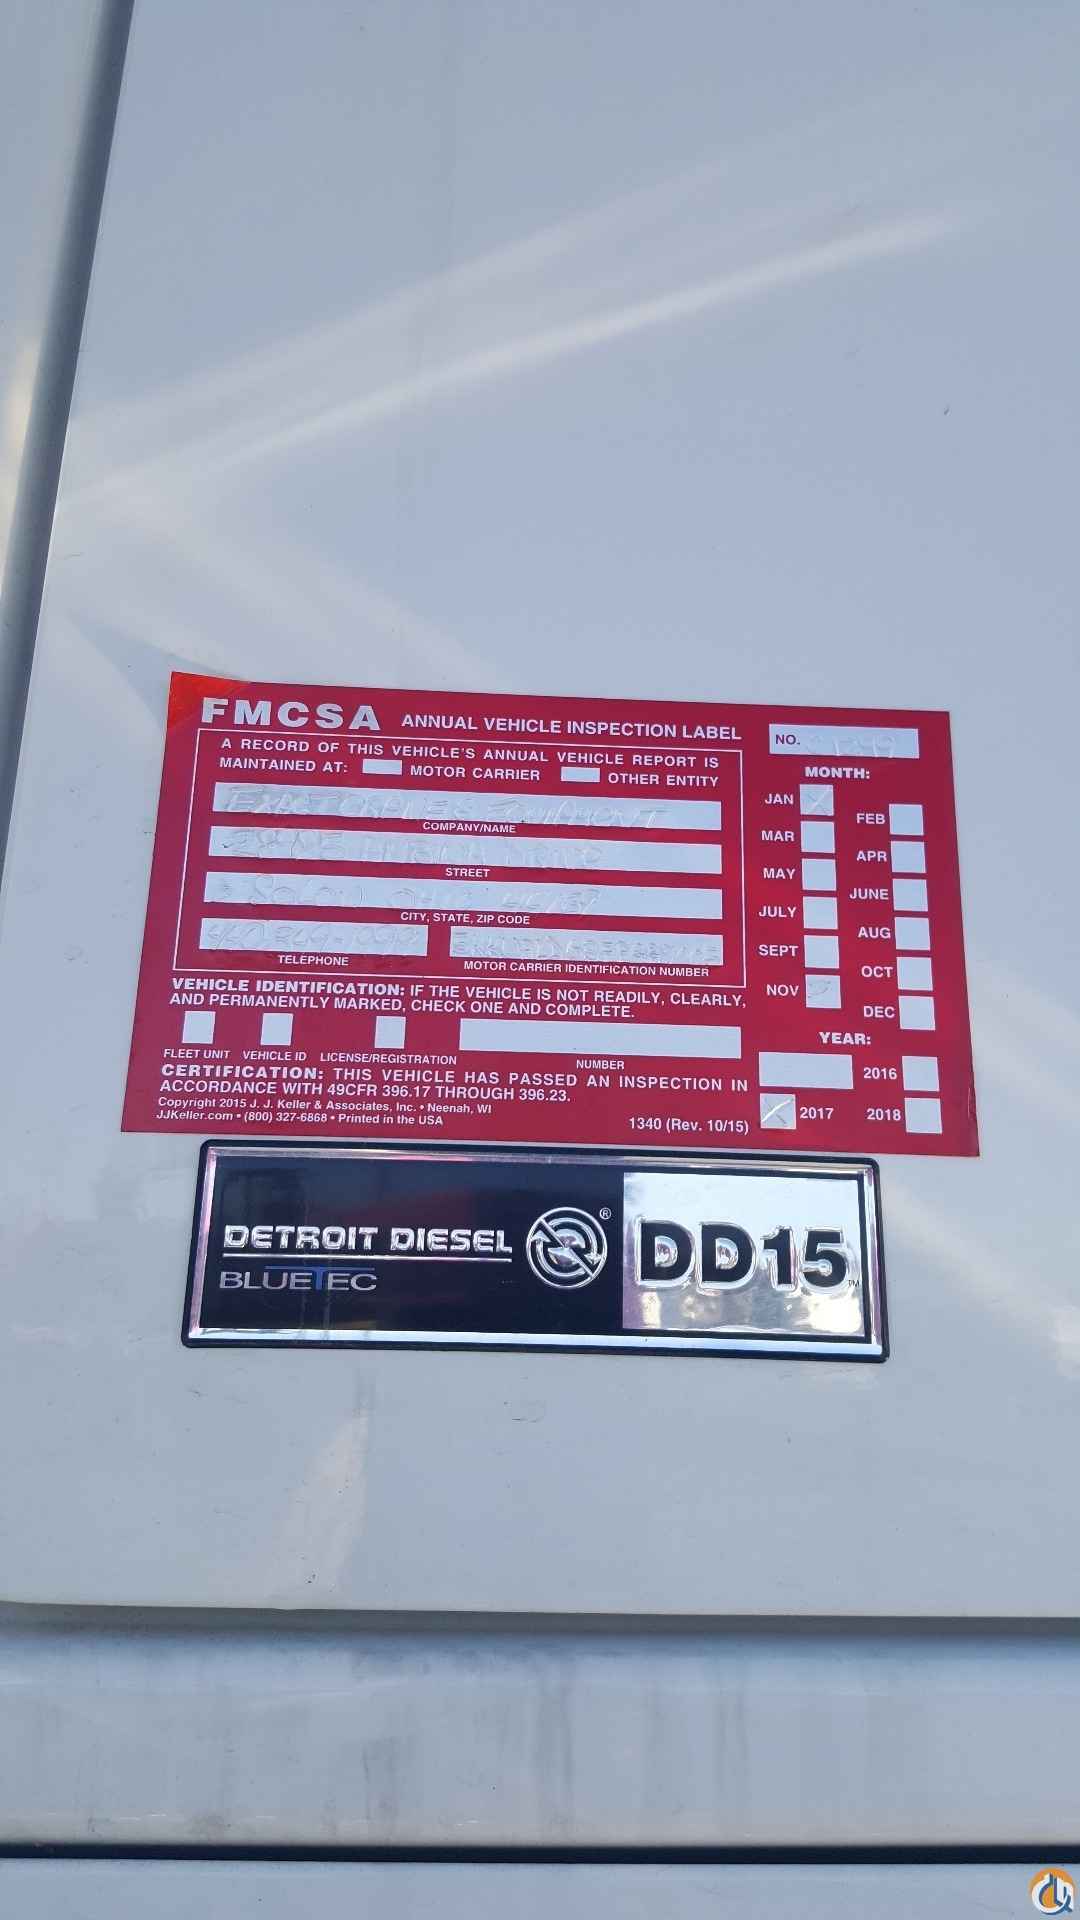 FMCSA ANNUAL VEHICLE INSPECTION LABEL
NO.
A RECORD OF THIS VEHICLE'S ANNUAL VEHICLE REPORT IS
MAINTAINED AT: MOTOR CARRIER OTHER ENTITY
COMPANY/NAME
DRIVE
STREET
SOLON OHIO
CITY, STATE, ZIP CODE
TELEPHONE
MOTOR CARRIER IDENTIFICATION NUMBER
MONTH:
JAN X
FEB
MAR
APR
MAY
JUNE
JULY
AUG
SEPT
OCT
NOV
DEC
VEHICLE IDENTIFICATION: IF THE VEHICLE IS NOT READILY, CLEARLY,
AND PERMANENTLY MARKED, CHECK ONE AND COMPLETE.
FLEET UNIT VEHICLE ID LICENSE/REGISTRATION
NUMBER
YEAR:
2016
X 2017
2018
CERTIFICATION: THIS VEHICLE HAS PASSED AN INSPECTION IN
ACCORDANCE WITH 49CFR 396.17 THROUGH 396.23.
Copyright 2015 J. J. Keller & Associates, Inc. • Neenah, WI
JJKeller.com • (800) 327-6868 • Printed in the USA
1340 (Rev. 10/15)
DETROIT DIESEL ® DD15™
BLUETEC